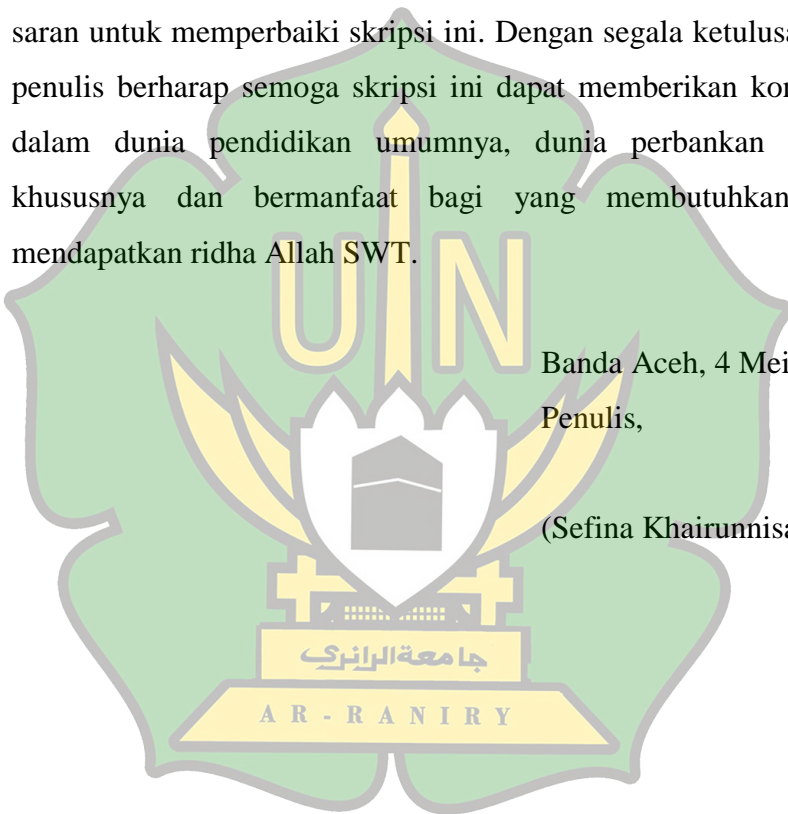 saran untuk memperbaiki skripsi ini. Dengan segala
penulis berharap semoga skripsi ini dapat memberikan
dalam dunia pendidikan umumnya, dunia perbankan
khususnya dan bermanfaat bagi yang membutuhkan
mendapatkan ridha Allah SWT.
UIN
Banda Aceh, 4 Mei
Penulis,
(Sefina Khairunnisa
جامعة الرانري
AR-RANIRY